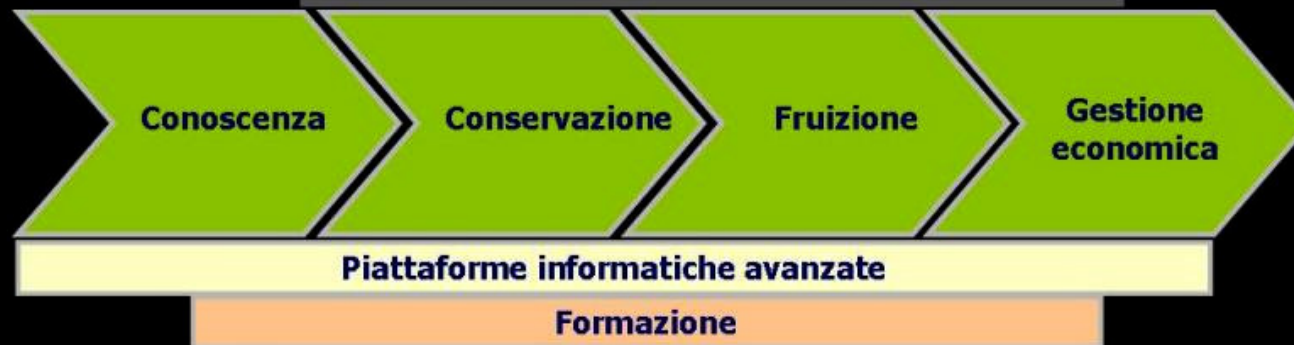 Conoscenza
Conservazione
Fruizione
Gestione
economica
Piattaforme informatiche avanzate
Formazione